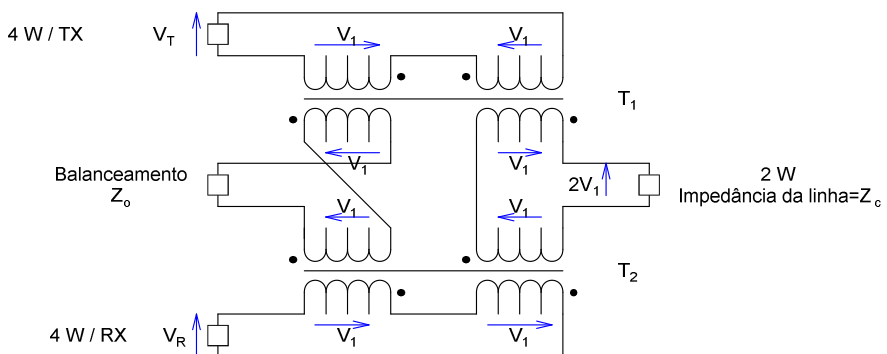 4 W / TX
V_T
V_1
V_1
T_1
V_1
V_1
Balanceamento
Z_o
2V_1
2 W
Impedância da linha=Z_c
V_1
V_1
T_2
4 W / RX
V_R
V_1
V_1